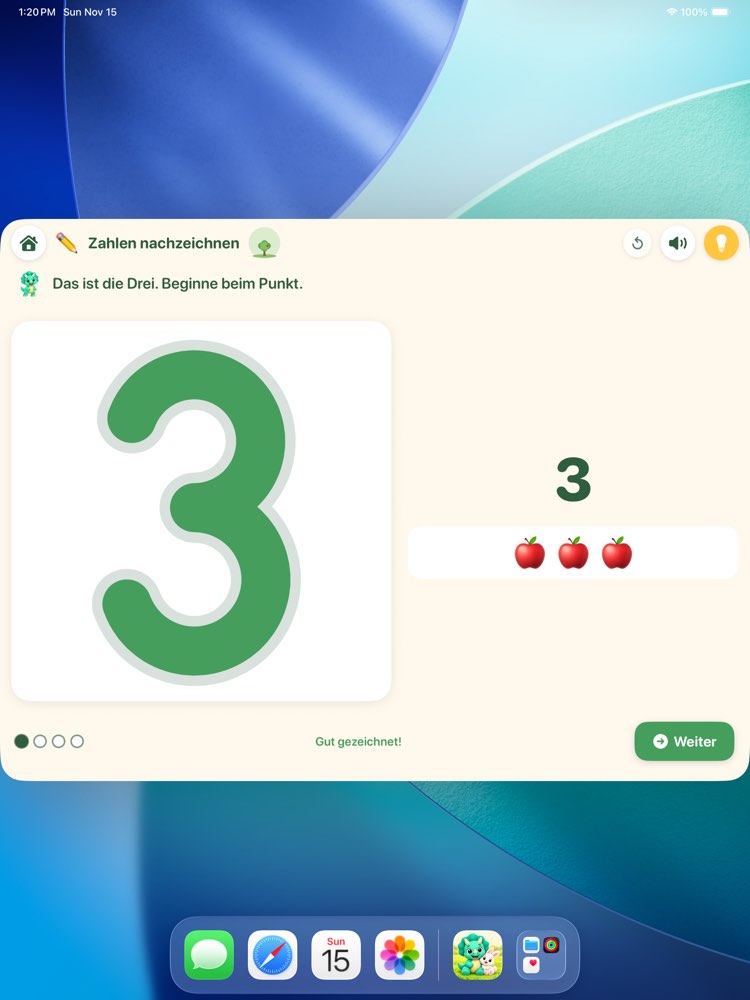 1:20 PM Sun Nov 15
100%
Zahlen nachzeichnen
Das ist die Drei. Beginne beim Punkt.
3
3
Gut gezeichnet!
Weiter
Sun
15